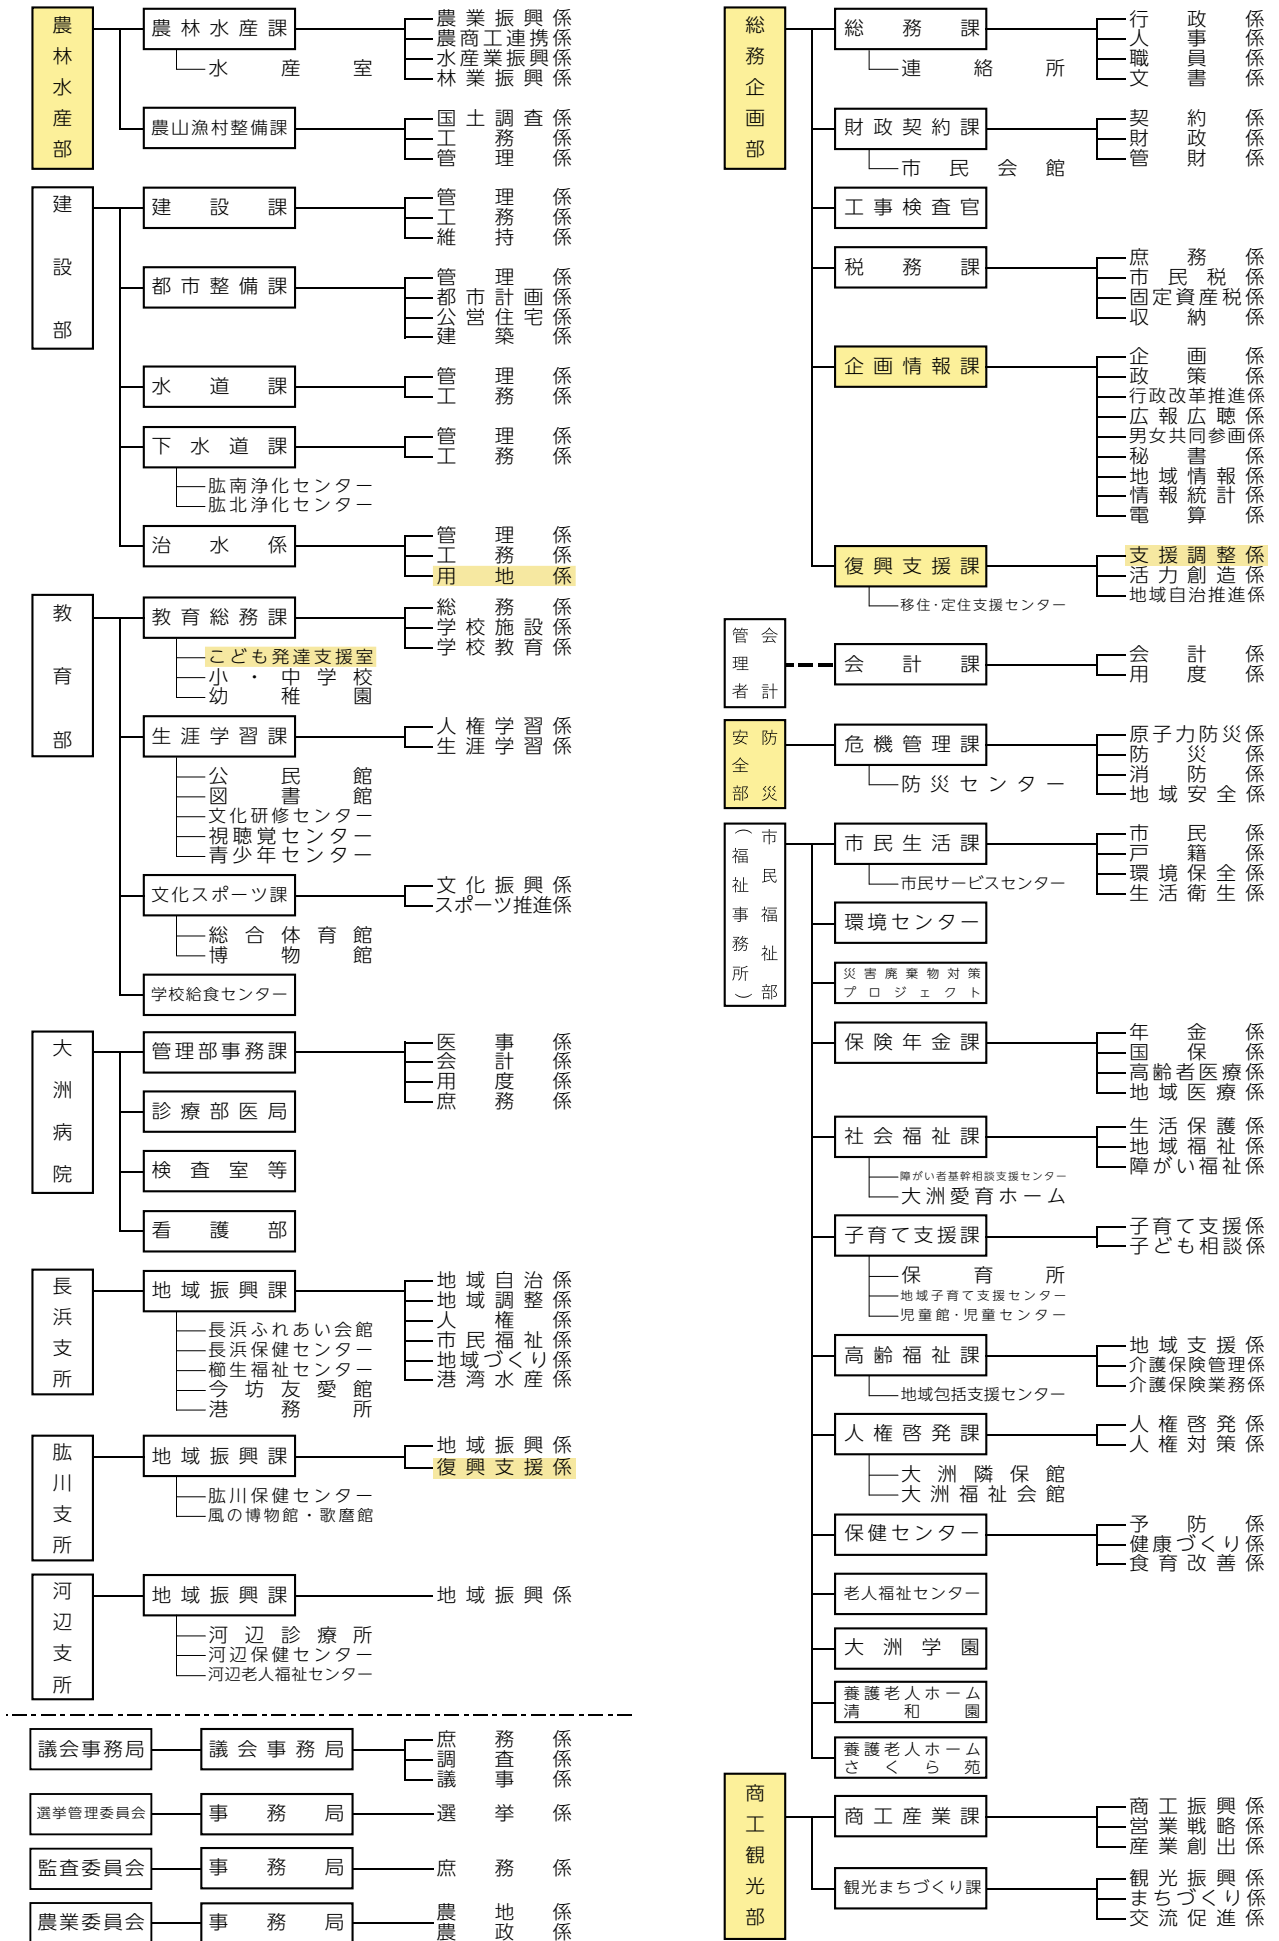 農林水産部
農林水産課
水産室
農業振興係
農商工連携係
水産業振興係
林業振興係
農山漁村整備課
国土調査係
工務係
管理係
建設部
建設課
管理係
工務係
維持係
都市整備課
管理係
都市計画係
公営住宅係
建築係
水道課
管理係
工務係
下水道課
肱南浄化センター
肱北浄化センター
管理係
工務係
治水係
管理係
工務係
用地係
教育部
教育総務課
こども発達支援室
小・中学校
幼稚園
総務係
学校施設係
学校教育係
生涯学習課
公民館
図書館
文化研修センター
視聴覚センター
青少年センター
人権学習係
生涯学習係
文化スポーツ課
総合体育館
博物館
文化振興係
スポーツ推進係
学校給食センター
大洲病院
管理部事務課
医事係
会計係
用度係
庶務係
診療部医局
検査室等
看護部
長浜支所
地域振興課
長浜ふれあい会館
長浜保健センター
櫛生福祉センター
今坊友愛館
港務所
地域自治係
地域調整係
人権係
市民福祉係
地域づくり係
港湾水産係
肱川支所
地域振興課
肱川保健センター
風の博物館・歌麿館
地域振興係
復興支援係
河辺支所
地域振興課
河辺診療所
河辺保健センター
河辺老人福祉センター
地域振興係
議会事務局
議会事務局
庶務係
調査係
議事係
選挙管理委員会
事務局
選挙係
監査委員会
事務局
庶務係
農業委員会
事務局
農地係
農政係
総務企画部
総務課
連絡所
行政係
人事係
職員係
文書係
財政契約課
市民会館
契約係
財政係
管財係
工事検査官
税務課
庶務係
市民税係
固定資産税係
収納係
企画情報課
企画係
政策係
行政改革推進係
広報広聴係
男女共同参画係
秘書係
地域情報係
情報統計係
電算係
復興支援課
移住・定住支援センター
支援調整係
活力創造係
地域自治推進係
会計
管理者
会計課
会計係
用度係
防災
安全部
危機管理課
防災センター
原子力防災係
防災係
消防係
地域安全係
市民福祉部
（福祉事務所）
市民生活課
市民サービスセンター
市民係
戸籍係
環境保全係
生活衛生係
環境センター
災害廃棄物対策
プロジェクト
保険年金課
年金係
国保係
高齢者医療係
地域医療係
社会福祉課
障がい者基幹相談支援センター
大洲愛育ホーム
生活保護係
地域福祉係
障がい福祉係
子育て支援課
保育所
地域子育て支援センター
児童館・児童センター
子育て支援係
子ども相談係
高齢福祉課
地域包括支援センター
地域支援係
介護保険管理係
介護保険業務係
人権啓発課
大洲隣保館
大洲福祉会館
人権啓発係
人権対策係
保健センター
予防係
健康づくり係
食育改善係
老人福祉センター
大洲学園
養護老人ホーム
清和園
養護老人ホーム
さくら苑
商工観光部
商工産業課
商工振興係
営業戦略係
産業創出係
観光まちづくり課
観光振興係
まちづくり係
交流促進係